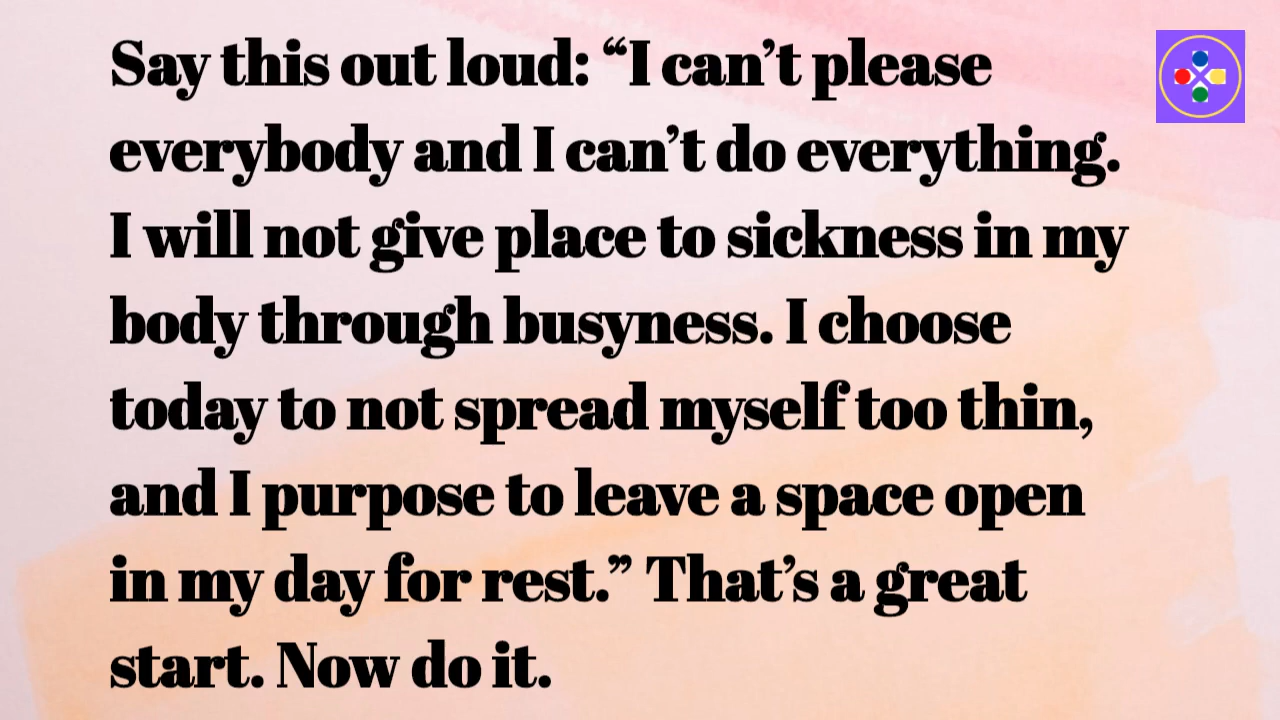 Say this out loud: “I can’t please
everybody and I can’t do everything.
I will not give place to sickness in my
body through busyness. I choose
today to not spread myself too thin,
and I purpose to leave a space open
in my day for rest.” That’s a great
start. Now do it.